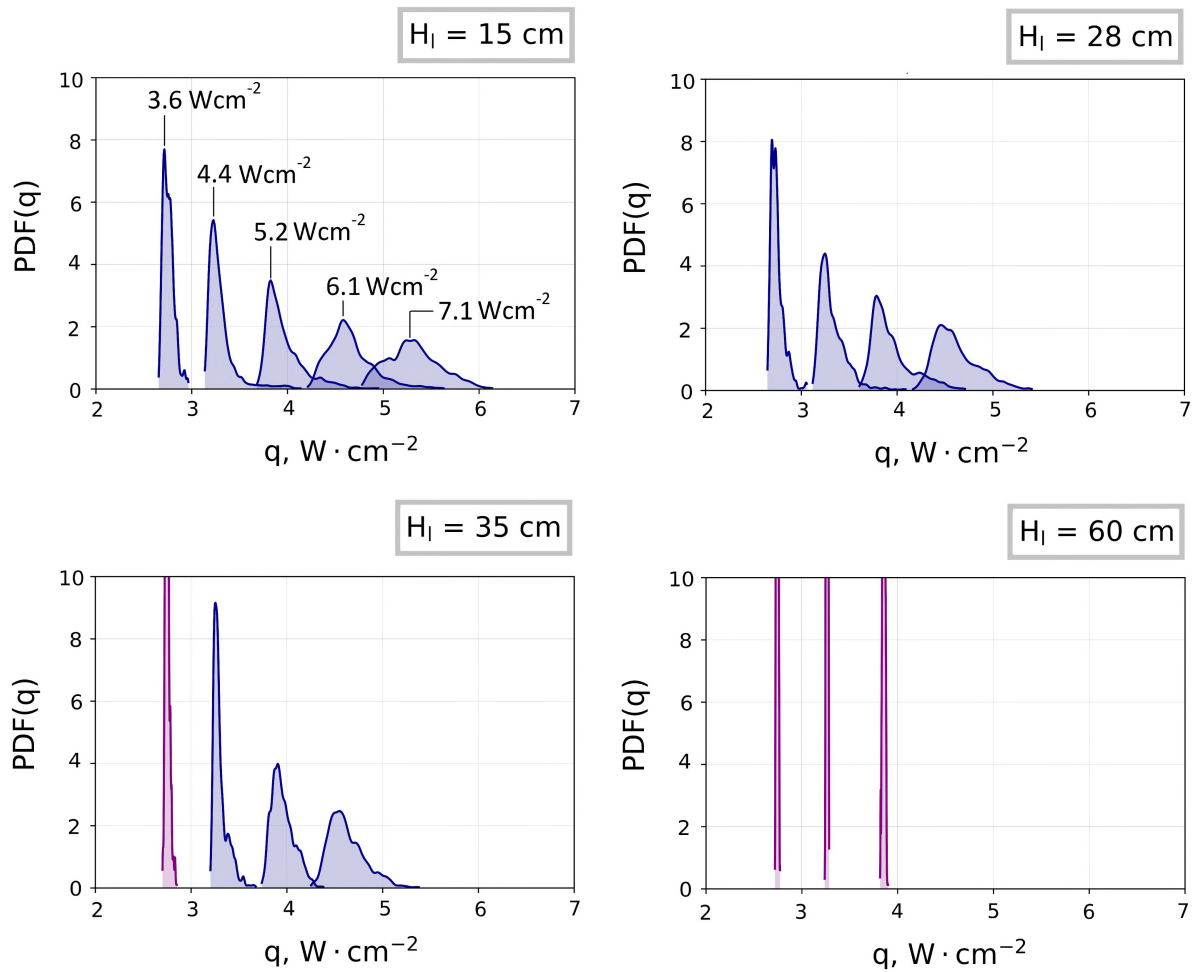 Hₗ = 15 cm
10
8
6
4
2
0
PDF(q)
3.6 Wcm⁻²
4.4 Wcm⁻²
5.2 Wcm⁻²
6.1 Wcm⁻²
7.1 Wcm⁻²
2 3 4 5 6 7
q, W · cm⁻²
Hₗ = 28 cm
10
8
6
4
2
0
PDF(q)
2 3 4 5 6 7
q, W · cm⁻²
Hₗ = 35 cm
10
8
6
4
2
0
PDF(q)
2 3 4 5 6 7
q, W · cm⁻²
Hₗ = 60 cm
10
8
6
4
2
0
PDF(q)
2 3 4 5 6 7
q, W · cm⁻²